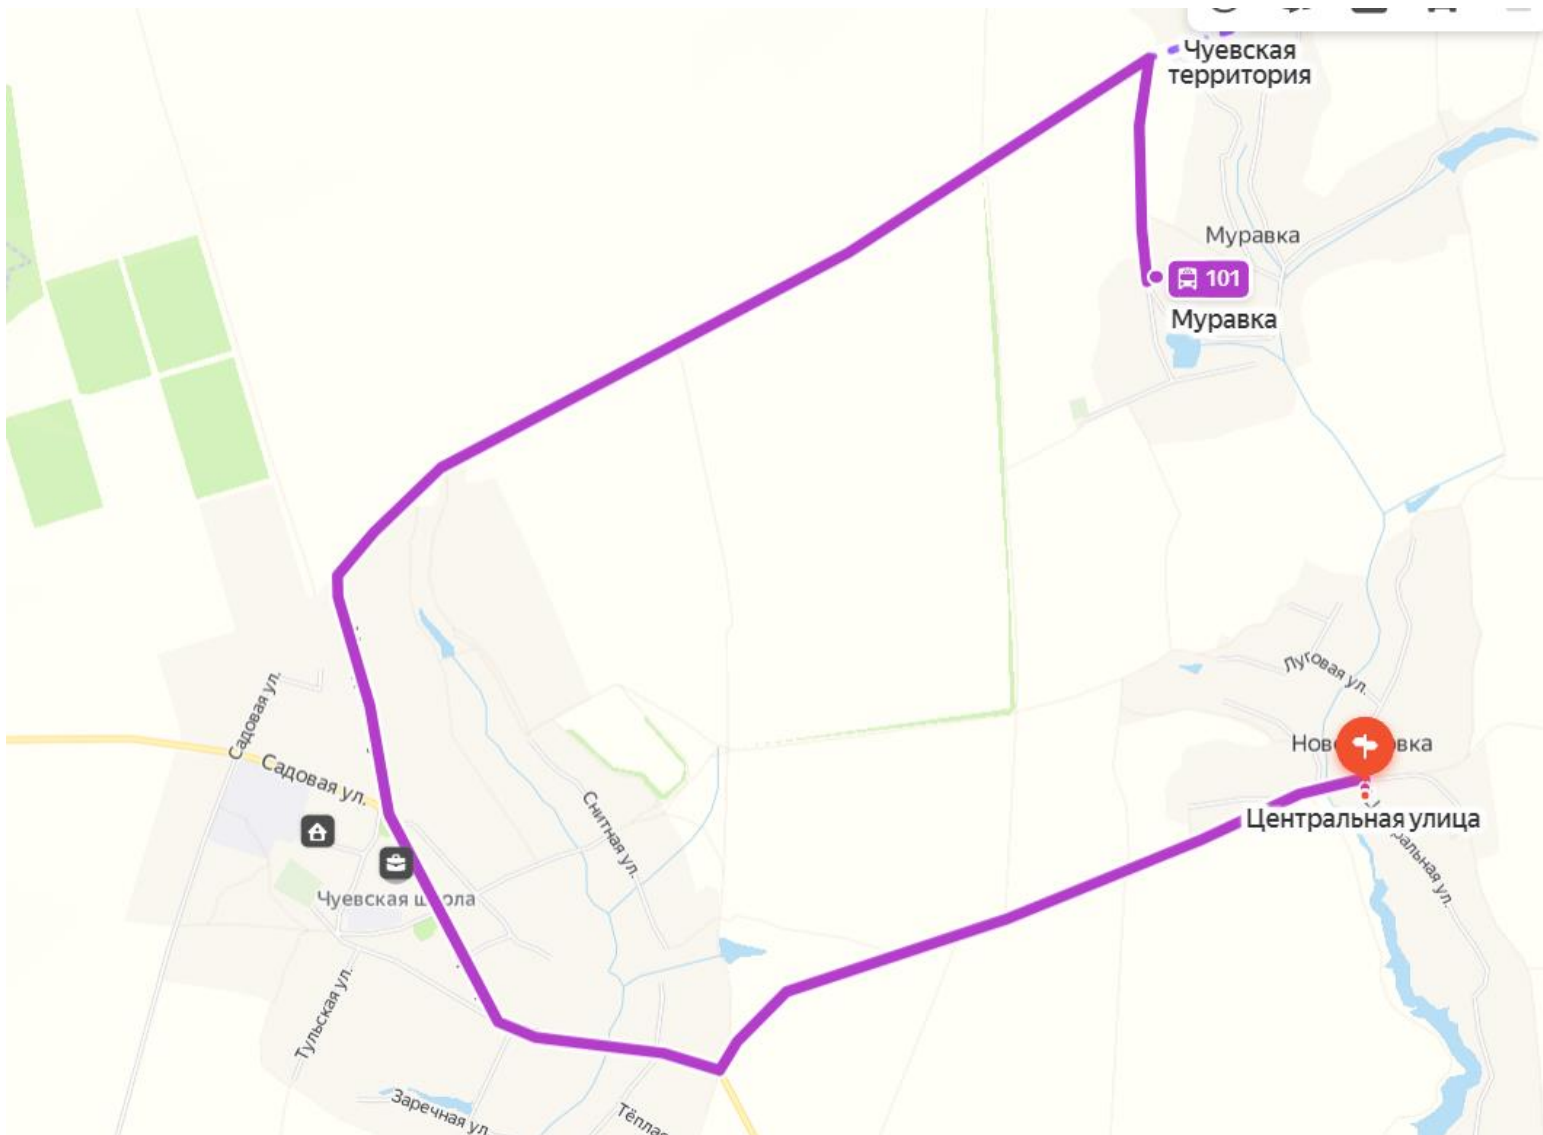 Чуевская
территория
Муравка
101
Муравка
Луговая ул.
Садовая ул.
Садовая ул.
Снитная ул.
Центральная улица
Чуевская
Тульская ул.
Заречная ул.